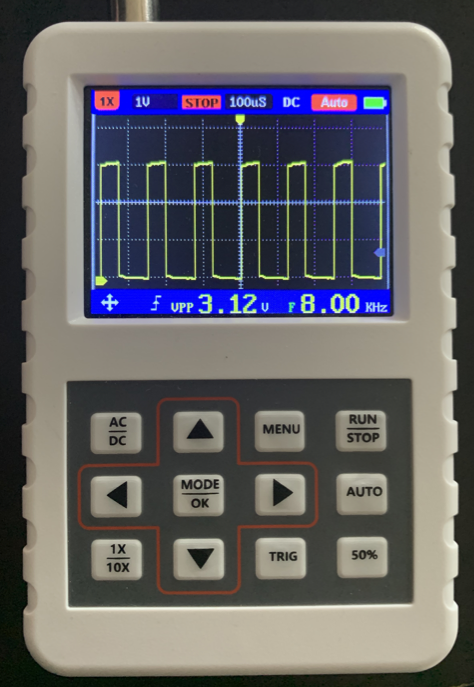 1X 1V STOP 100uS DC Auto
VPP 3.12 V F 8.00 KHz
AC
DC
MENU
RUN
STOP
MODE
OK
AUTO
1X
10X
TRIG
50%